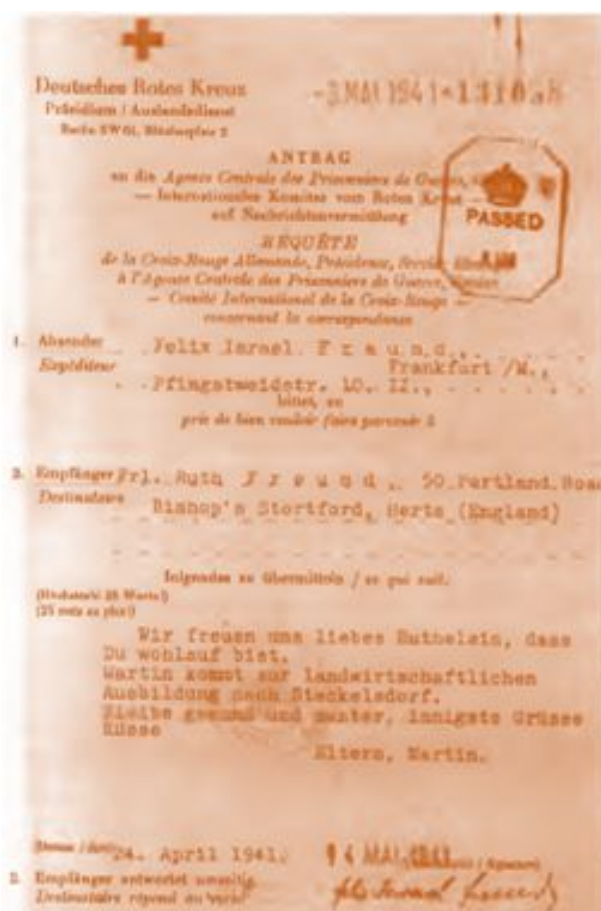 Deutsches Rotes Kreuz
Präsidium / Auslandsdienst
Berlin SW 61, Blücherplatz 2
-3 MAI 1941 *
ANTRAG
an die Agence Centrale des Prisonniers de Guerre,
— Internationales Komitee vom Roten Kreuz —
auf Nachrichtenvermittlung
PASSED
REQUÊTE
de la Croix-Rouge Allemande, Présidence, Service
à l'Agence Centrale des Prisonniers de Guerre,
— Comité International de la Croix-Rouge —
concernant la correspondance
1. Absender Felix Israel F r e u n d,
Expéditeur Frankfurt /M.,
Pfingstweidstr. 10. II.,
bittet, an
prie de bien vouloir faire parvenir à
2. Empfänger Frl. Ruth F r e u n d, 50 Portland Road
Destinataire Bishop's Stortford, Herts (England)
folgendes zu übermitteln / ce qui suit.
(Höchstzahl 25 Worte!)
(25 mots au plus!)
Wir freuen uns liebes Ruthelein, dass
Du wohlauf bist.
Martin kommt zur landwirtschaftlichen
Ausbildung nach Steckelsdorf.
Bleibe gesund und munter, innigste Grüsse
Küsse
Eltern, Martin.
24. April 1941.
14 MAI 1941
3. Empfänger antwortet umseitig
Destinataire répond au verso